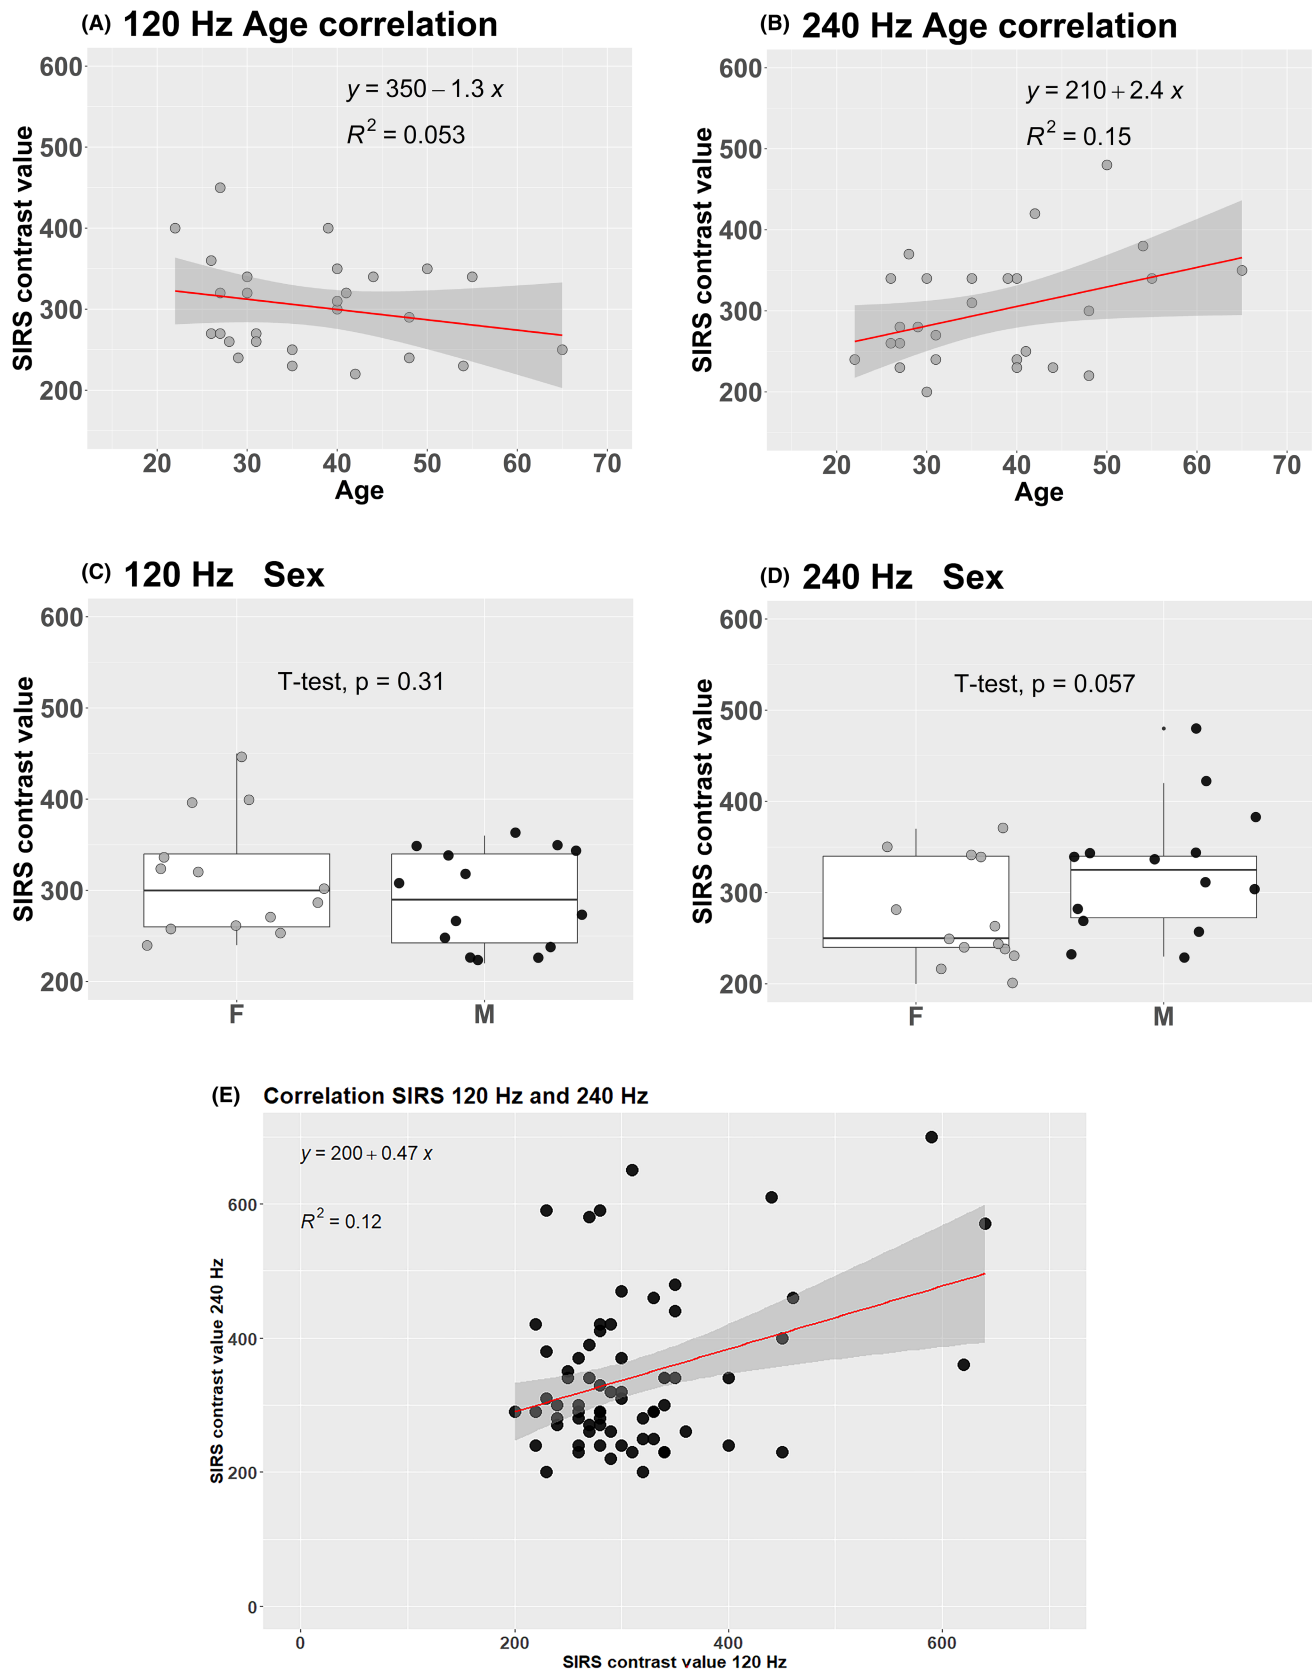 (A) 120 Hz Age correlation
y = 350 − 1.3 x
R² = 0.053
SIRS contrast value
600
500
400
300
200
20 30 40 50 60 70
Age
(B) 240 Hz Age correlation
y = 210 + 2.4 x
R² = 0.15
SIRS contrast value
600
500
400
300
200
20 30 40 50 60 70
Age
(C) 120 Hz Sex
T-test, p = 0.31
SIRS contrast value
600
500
400
300
200
F M
(D) 240 Hz Sex
T-test, p = 0.057
SIRS contrast value
600
500
400
300
200
F M
(E) Correlation SIRS 120 Hz and 240 Hz
y = 200 + 0.47 x
R² = 0.12
SIRS contrast value 240 Hz
600
400
200
0
0 200 400 600
SIRS contrast value 120 Hz